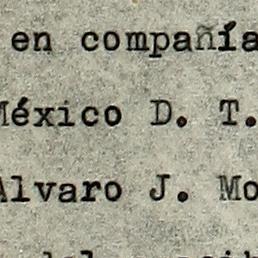 en compañía
México D. T.
Alvaro J. Mo